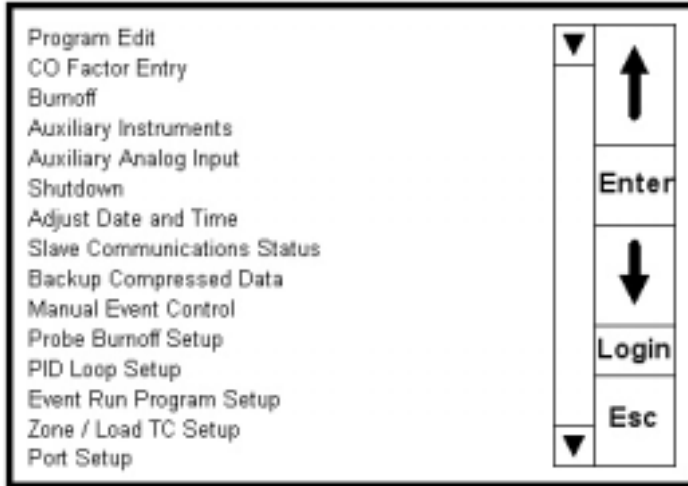 Program Edit
CO Factor Entry
Burnoff
Auxiliary Instruments
Auxiliary Analog Input
Shutdown
Adjust Date and Time
Slave Communications Status
Backup Compressed Data
Manual Event Control
Probe Burnoff Setup
PID Loop Setup
Event Run Program Setup
Zone / Load TC Setup
Port Setup
Enter
Login
Esc